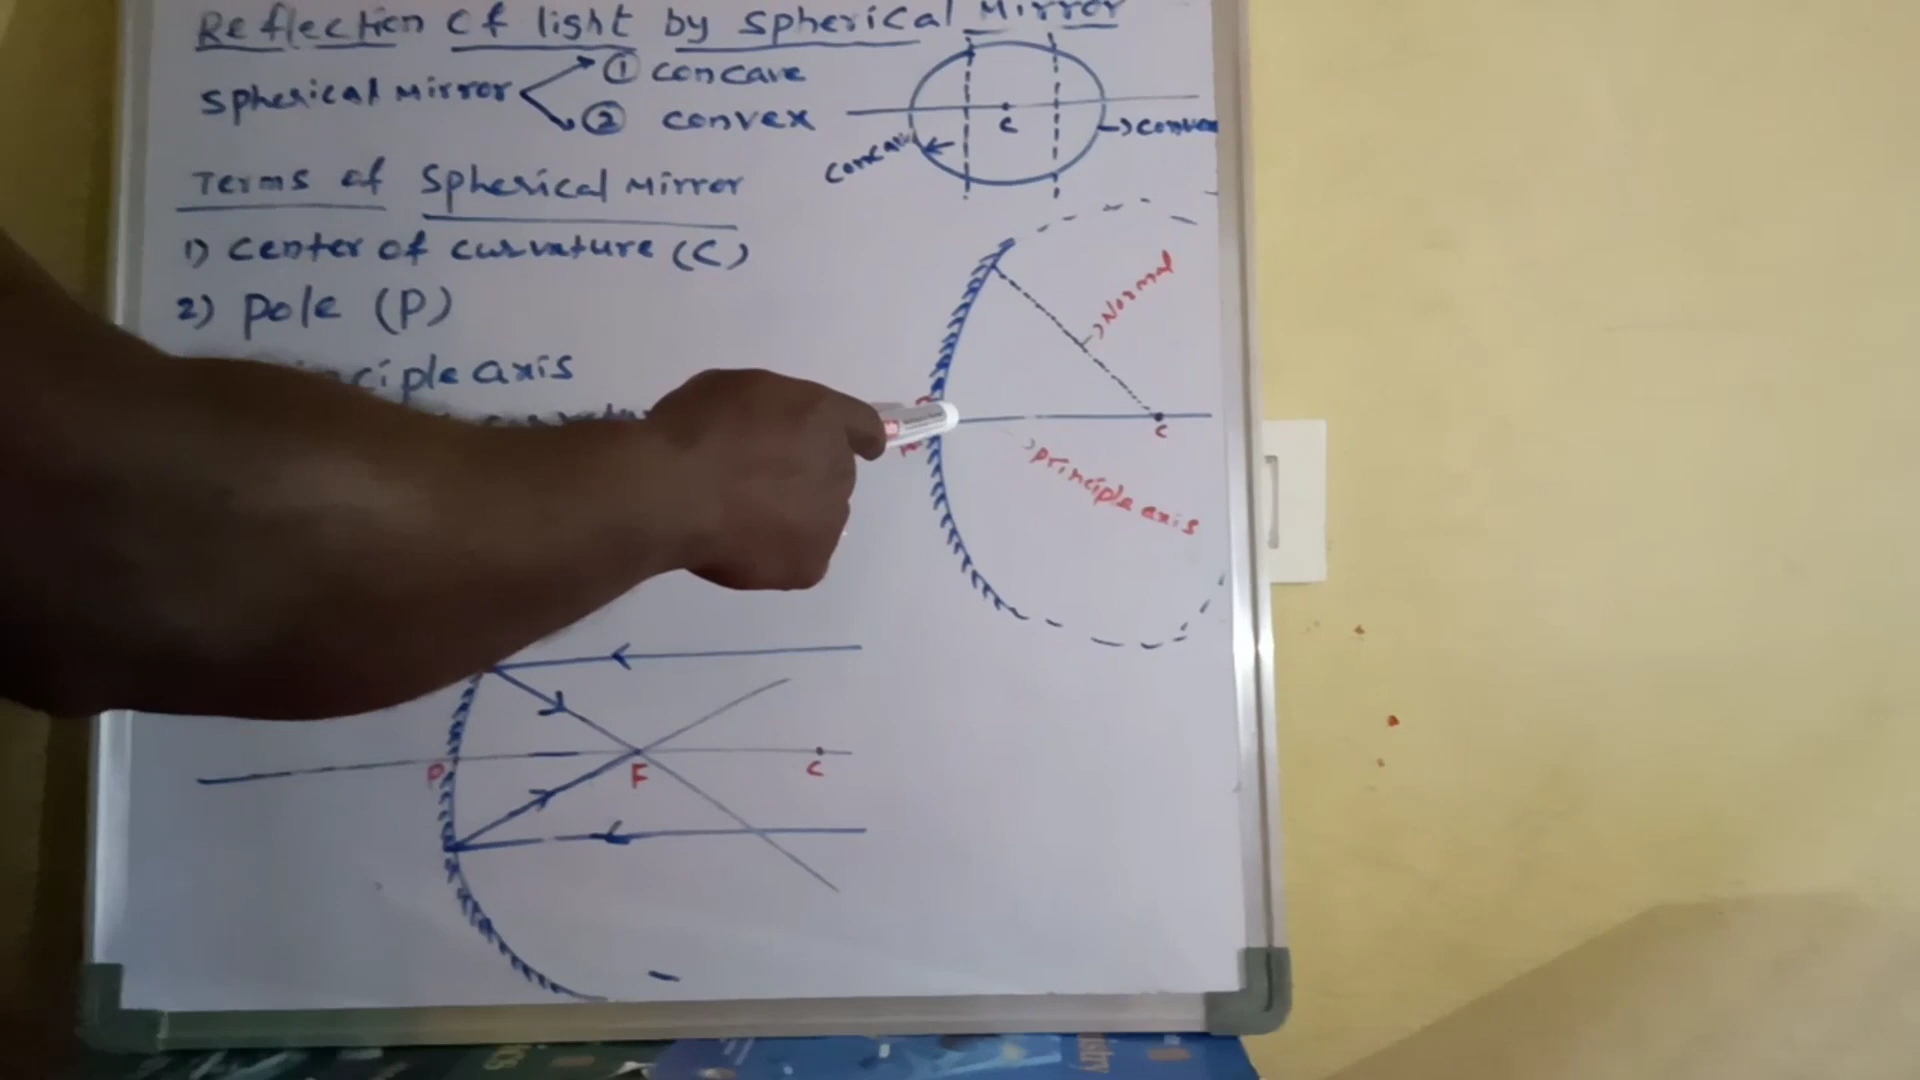 Reflection of light by spherical Mirror
spherical Mirror
① concave
② convex
C
concave
convex
Terms of spherical Mirror
1) center of curvature (C)
2) pole (P)
axis
Normal
C
principle axis
P
F
C